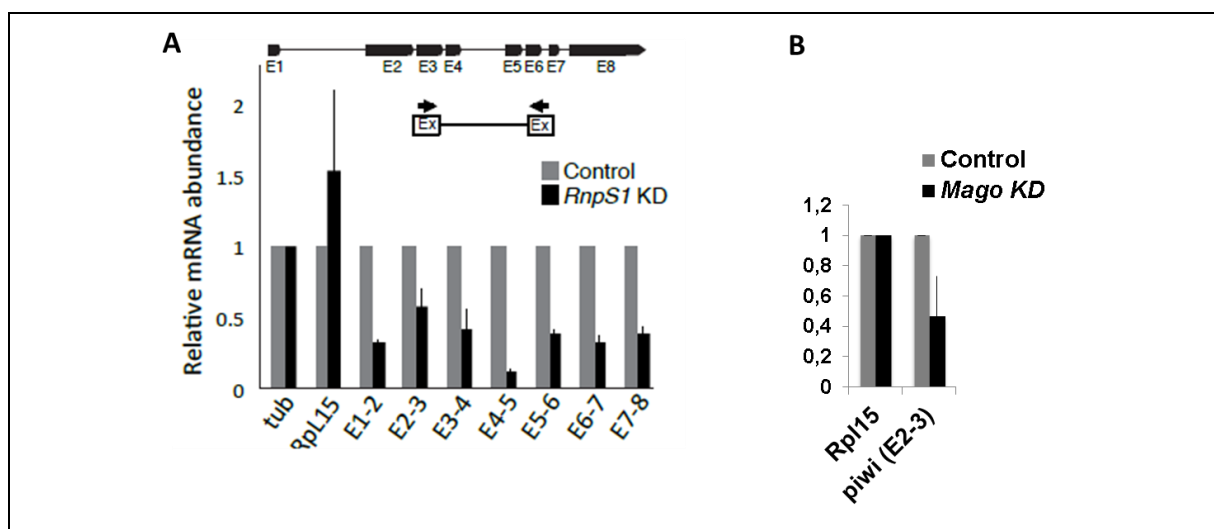 A
E1 E2 E3 E4 E5 E6 E7 E8
Relative mRNA abundance
2
1.5
1
0.5
0
Ex Ex
Control
RnpS1 KD
tub RpL15 E1-2 E2-3 E3-4 E4-5 E5-6 E6-7 E7-8
B
Control
Mago KD
1,2
1
0,8
0,6
0,4
0,2
0
Rpl15 piwi (E2-3)